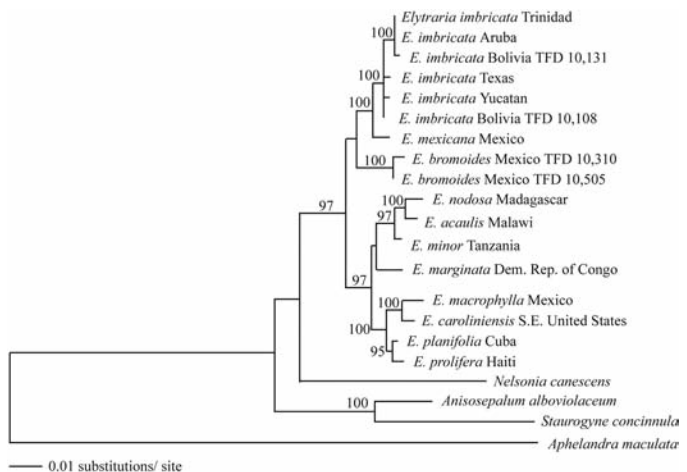 Elytraria imbricata Trinidad
100
E. imbricata Aruba
E. imbricata Bolivia TFD 10,131
100
E. imbricata Texas
E. imbricata Yucatan
100
E. imbricata Bolivia TFD 10,108
E. mexicana Mexico
E. bromoides Mexico TFD 10,310
100
E. bromoides Mexico TFD 10,505
E. nodosa Madagascar
100
97
97
E. acaulis Malawi
E. minor Tanzania
E. marginata Dem. Rep. of Congo
97
E. macrophylla Mexico
100
E. caroliniensis S.E. United States
100
E. planifolia Cuba
95
E. prolifera Haiti
Nelsonia canescens
Anisosepalum alboviolaceum
100
Staurogyne concinnula
Aphelandra maculata
0.01 substitutions/ site